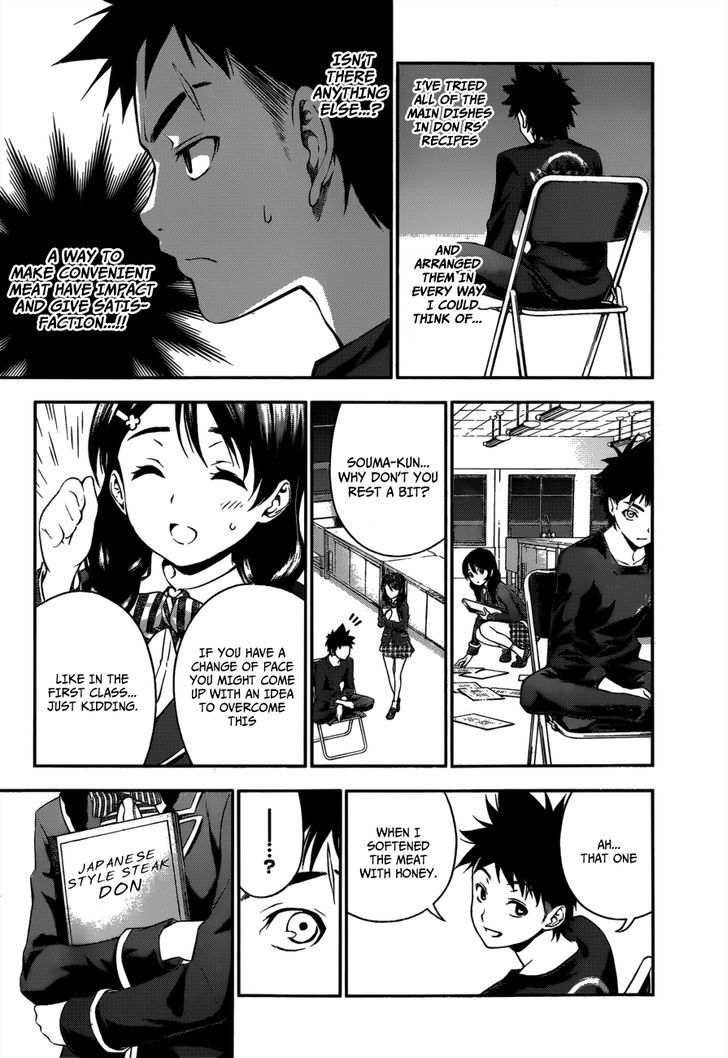 I'VE TRIED
ALL OF THE
MAIN DISHES
IN DON RS'
RECIPES
AND
ARRANGED
THEM IN
EVERY WAY
I COULD
THINK OF...
ISN'T
THERE
ANYTHING
ELSE...?
A WAY TO
MAKE CONVENIENT
MEAT HAVE IMPACT
AND GIVE SATIS-
FACTION...!!
SOUMA-KUN...
WHY DON'T YOU
REST A BIT?
IF YOU HAVE A
CHANGE OF PACE
YOU MIGHT COME
UP WITH AN IDEA
TO OVERCOME
THIS
LIKE IN THE
FIRST CLASS...
JUST KIDDING.
AH...
THAT ONE
WHEN I
SOFTENED
THE MEAT
WITH HONEY.
...?
JAPANESE
STYLE STEAK
DON